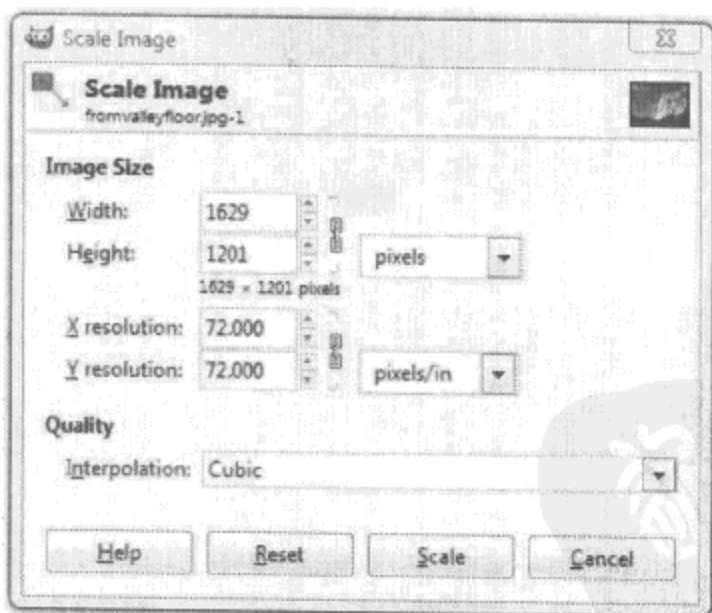 Scale Image
Scale Image
fromvalleyfloor.jpg-1
Image Size
Width: 1629
Height: 1201 pixels
1629 × 1201 pixels
X resolution: 72.000
Y resolution: 72.000 pixels/in
Quality
Interpolation: Cubic
Help Reset Scale Cancel